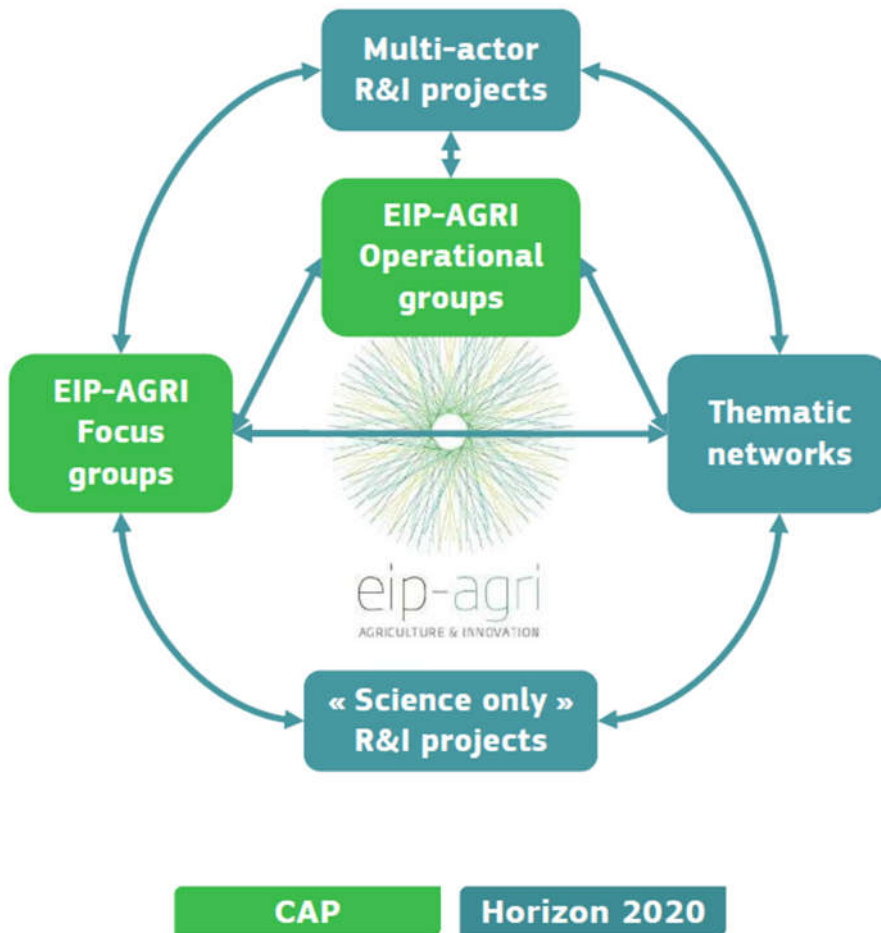 Multi-actor
R&I projects
EIP-AGRI
Operational
groups
EIP-AGRI
Focus
groups
Thematic
networks
eip-agri
AGRICULTURE & INNOVATION
« Science only »
R&I projects
CAP
Horizon 2020